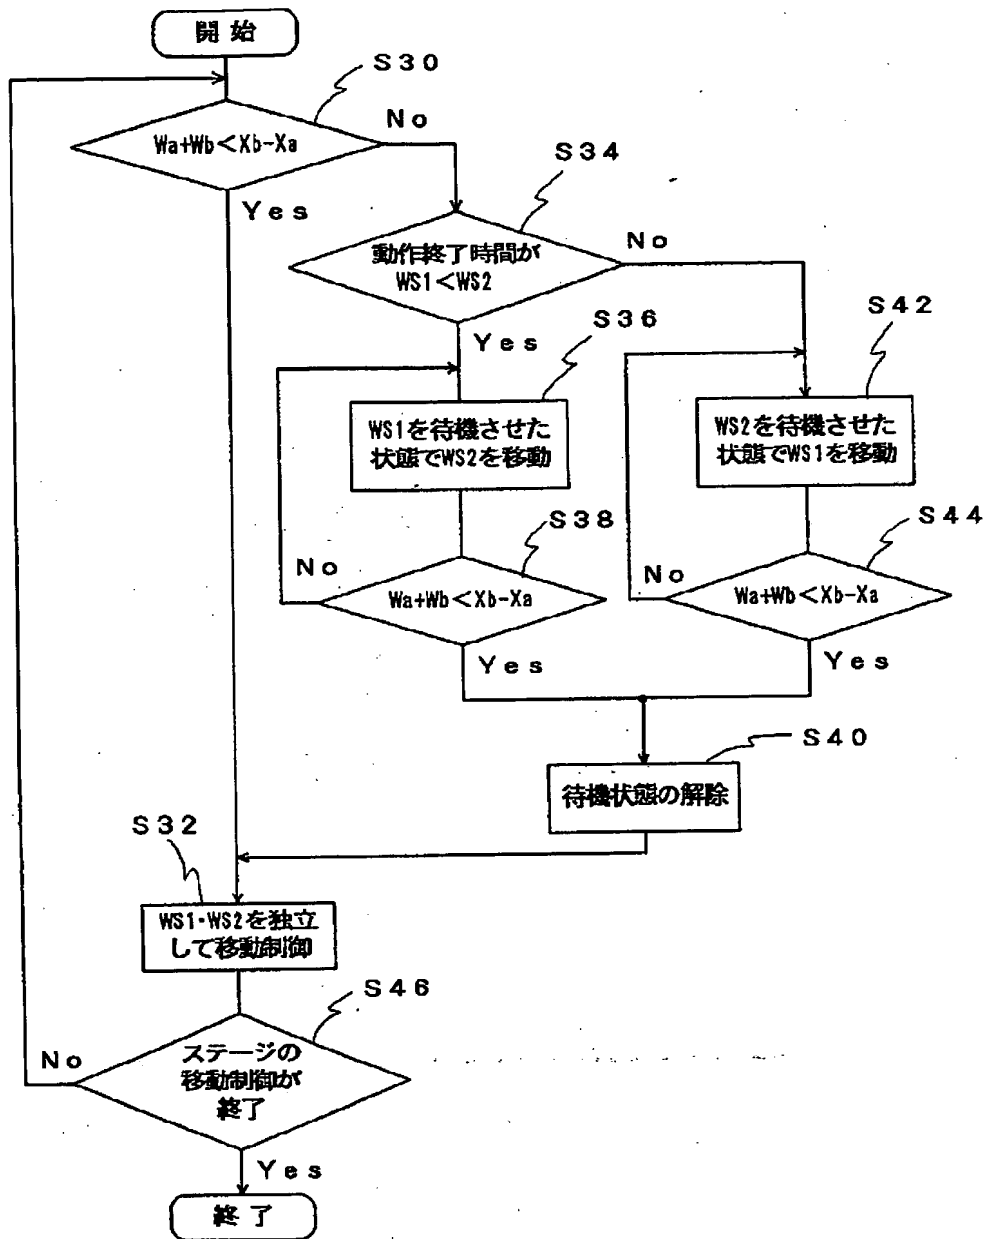 開 始
S30
Wa+Wb<Xb-Xa
No
Yes
S34
動作終了時間が
WS1<WS2
No
Yes
S36
WS1を待機させた
状態でWS2を移動
S42
WS2を待機させた
状態でWS1を移動
S38
Wa+Wb<Xb-Xa
No
Yes
S44
Wa+Wb<Xb-Xa
No
Yes
S40
待機状態の解除
S32
WS1・WS2を独立
して移動制御
S46
ステージの
移動制御が
終了
No
Yes
終 了